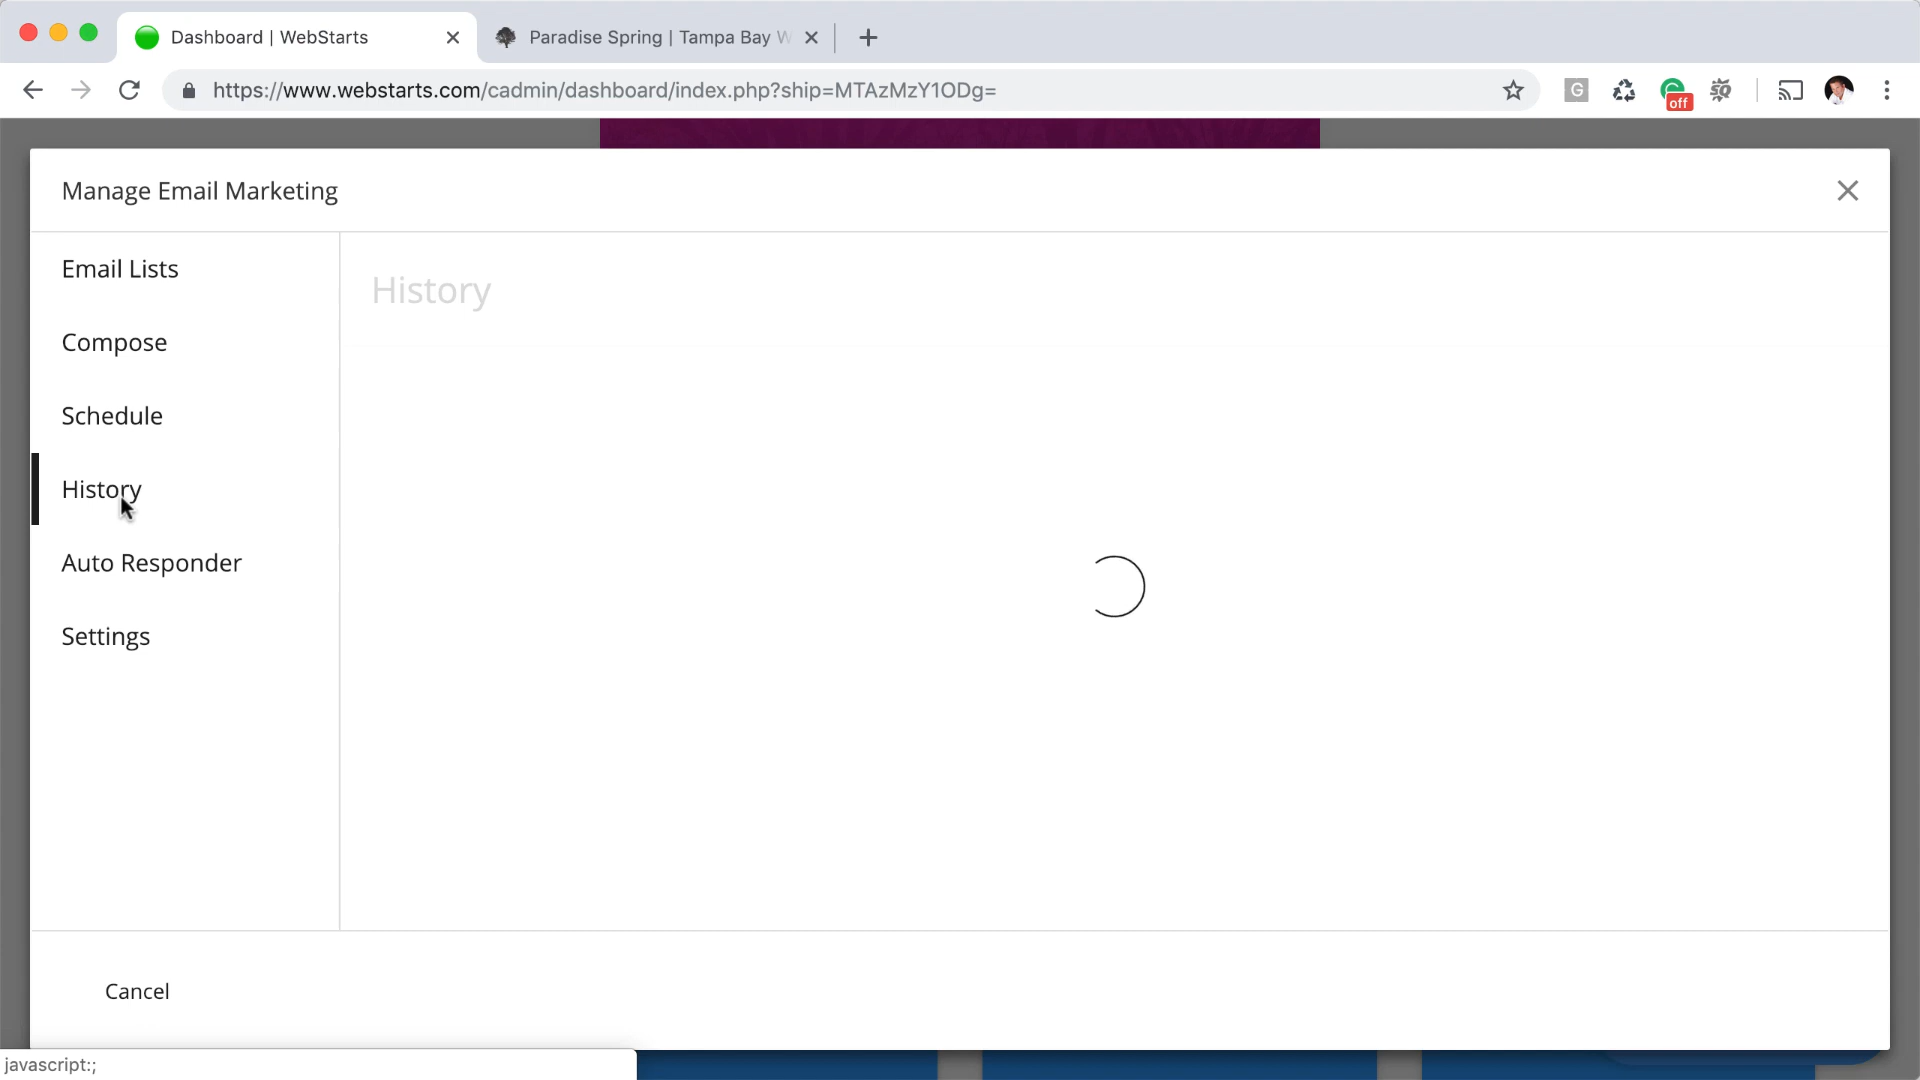 Dashboard | WebStarts
Paradise Spring | Tampa Bay W
https://www.webstarts.com/cadmin/dashboard/index.php?ship=MTAzMzY1ODg=
G
off
Manage Email Marketing
Email Lists
History
Compose
Schedule
History
Auto Responder
Settings
Cancel
javascript:;